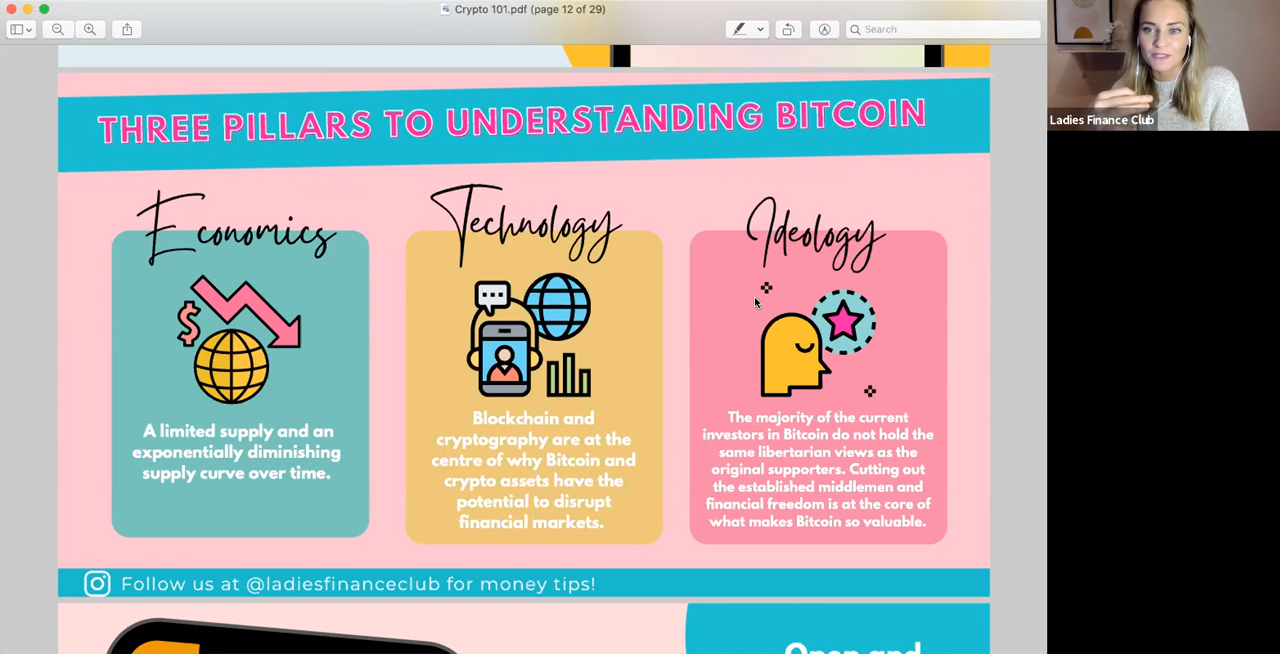 Crypto 101.pdf (page 12 of 29)
Search
Ladies Finance Club
THREE PILLARS TO UNDERSTANDING BITCOIN
Economics
A limited supply and an
exponentially diminishing
supply curve over time.
Technology
Blockchain and
cryptography are at the
centre of why Bitcoin and
crypto assets have the
potential to disrupt
financial markets.
Ideology
The majority of the current
investors in Bitcoin do not hold the
same libertarian views as the
original supporters. Cutting out
the established middlemen and
financial freedom is at the core of
what makes Bitcoin so valuable.
Follow us at @ladiesfinanceclub for money tips!
Open and